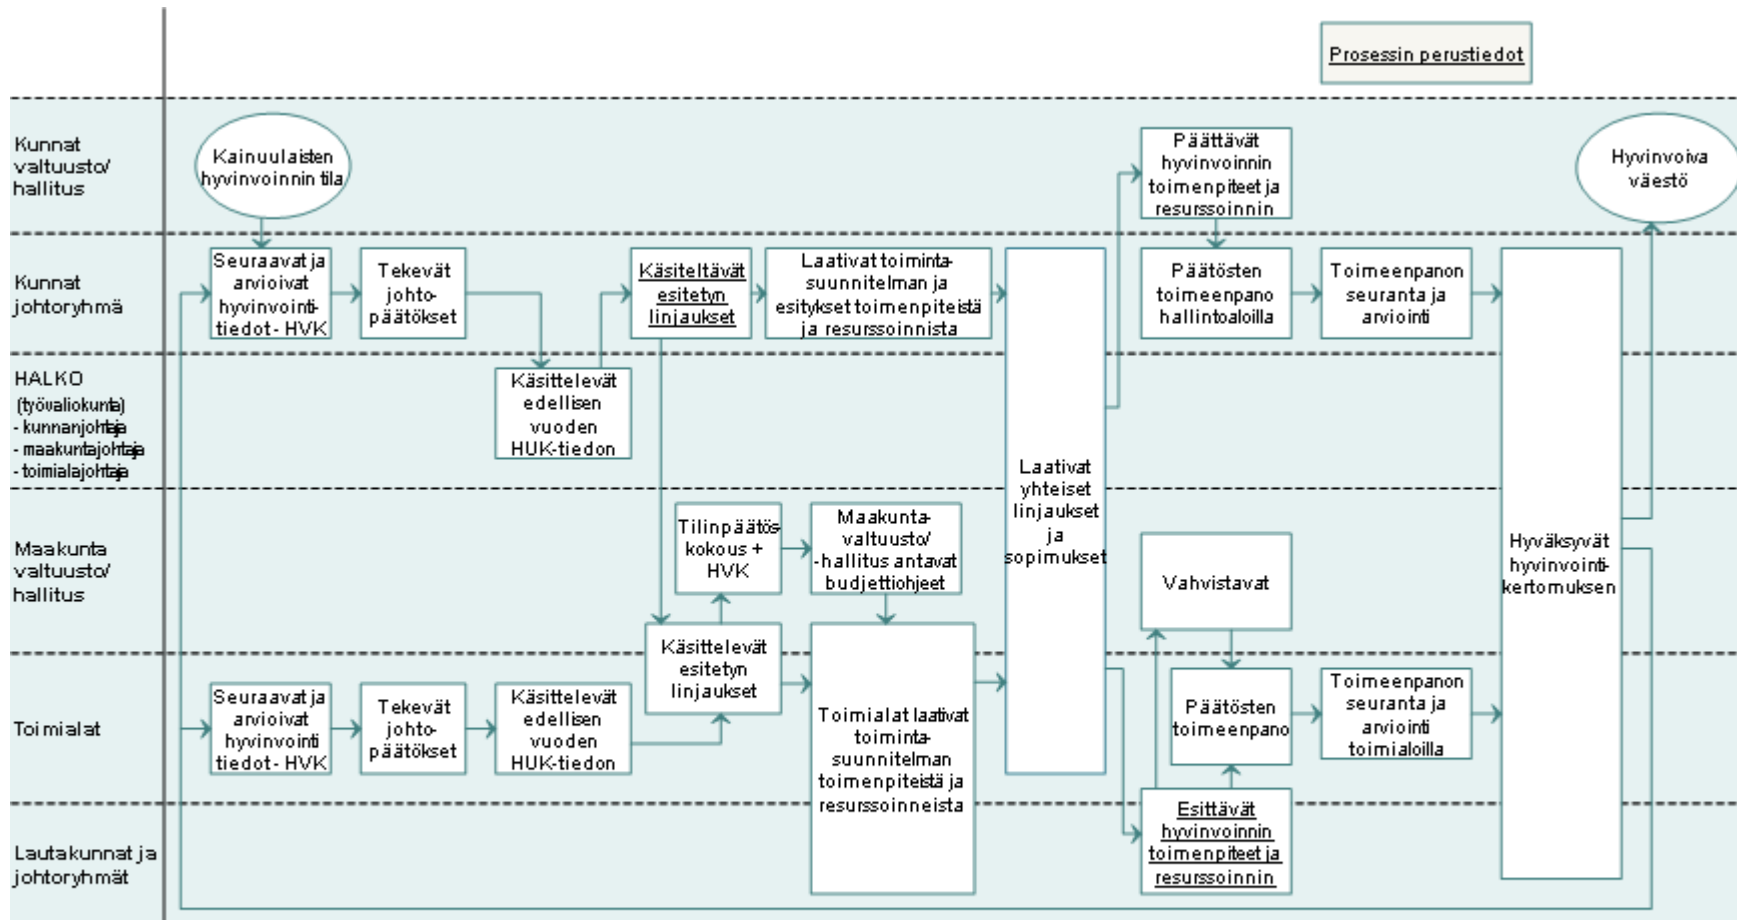 Prosessin perustiedot
Kunnat
valtuusto/
hallitus
Kainuulaisten
hyvinvoinnin tila
Päättävät
hyvinvoinnin
toimenpiteet ja
resurssoinnin
Hyvinvoiva
väestö
Kunnat
johtoryhmä
Seuraavat ja
arvioivat
hyvinvointi-
tiedot - HVK
Tekevät
johto-
päätökset
Käsiteltävät
esitetyn
linjaukset
Laativat toiminta-
suunnitelman ja
esitykset toimenpiteistä
ja resurssoinnista
Päätösten
toimeenpano
hallintoaloilla
Toimeenpanon
seuranta ja
arviointi
HALKO
(työvaliokunta)
- kunnanjohtaja
- maakuntajohtaja
- toimialajohtaja
Käsittelevät
edellisen
vuoden
HUK-tiedon
Laativat
yhteiset
linjaukset
ja
sopimukset
Maakunta
valtuusto/
hallitus
Tilinpäätös-
kokous +
HVK
Maakunta-
valtuusto/
-hallitus antavat
budjettiohjeet
Vahvistavat
Hyväksyvät
hyvinvointi-
kertomuksen
Toimialat
Seuraavat ja
arvioivat
hyvinvointi
tiedot - HVK
Tekevät
johto-
päätökset
Käsittelevät
edellisen
vuoden
HUK-tiedon
Käsittelevät
esitetyn
linjaukset
Toimialat laativat
toiminta-
suunnitelman
toimenpiteistä ja
resurssoinneista
Päätösten
toimeenpano
Toimeenpanon
seuranta ja
arviointi
toimialoilla
Lautakunnat ja
johtoryhmät
Esittävät
hyvinvoinnin
toimenpiteet ja
resurssoinnin